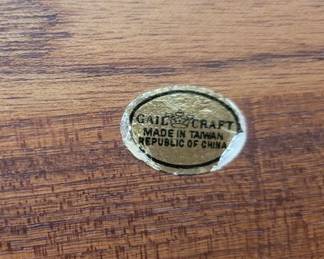 GAIL CRAFT
MADE IN TAIWAN
REPUBLIC OF CHINA